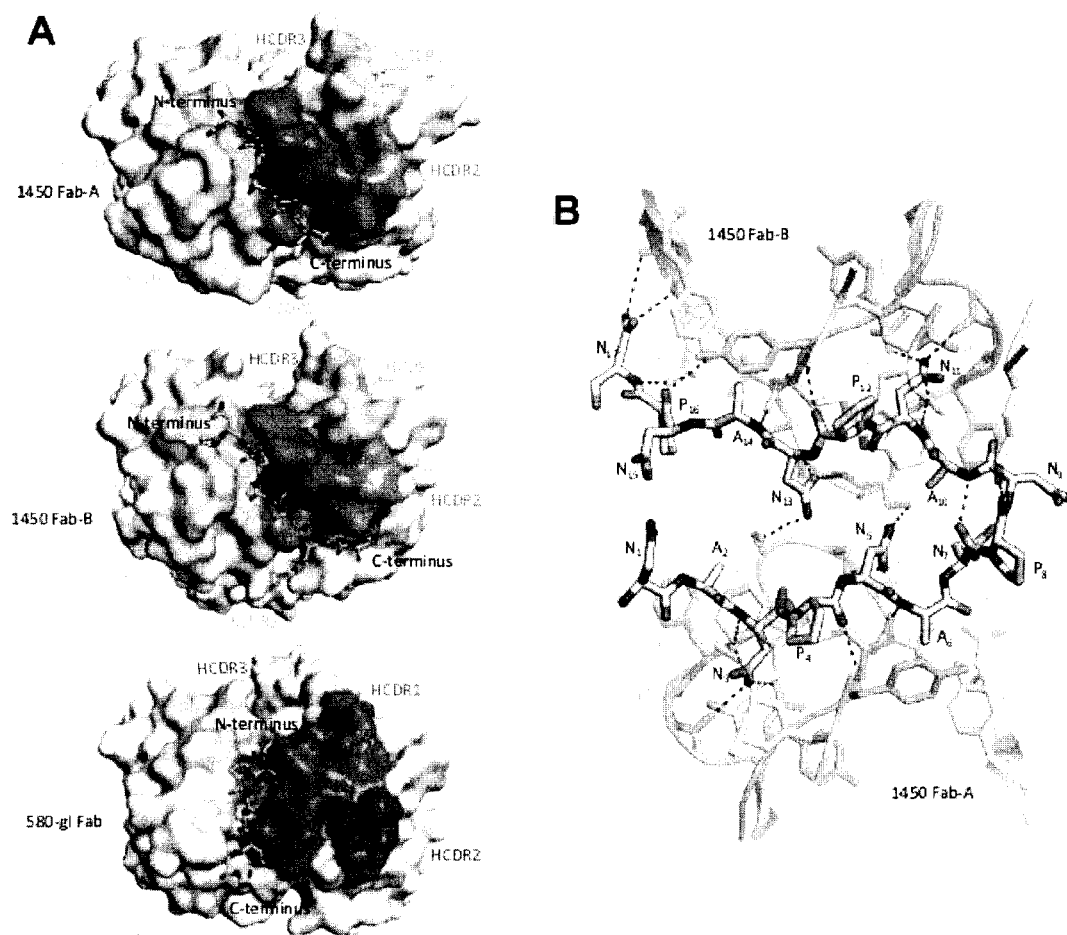 A
HCDR3
N-terminus
1450 Fab-A
HCDR2
C-terminus
HCDR3
N-terminus
1450 Fab-B
HCDR2
C-terminus
HCDR3
HCDR1
N-terminus
580-gl Fab
HCDR2
C-terminus
B
1450 Fab-B
N11
P12
P16
A14
N15
N13
N9
A10
N1
A2
N5
N7
P8
N3
P4
A6
1450 Fab-A